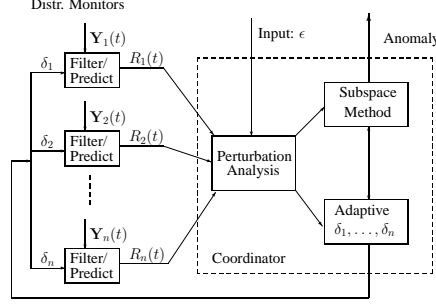 Distr. Monitors
Y₁(t)
Input: ϵ
Anomaly
δ₁
Filter/
Predict
R₁(t)
Subspace
Method
Y₂(t)
δ₂
Filter/
Predict
R₂(t)
Perturbation
Analysis
Yₙ(t)
Adaptive
δ₁, . . . , δₙ
δₙ
Filter/
Predict
Rₙ(t)
Coordinator